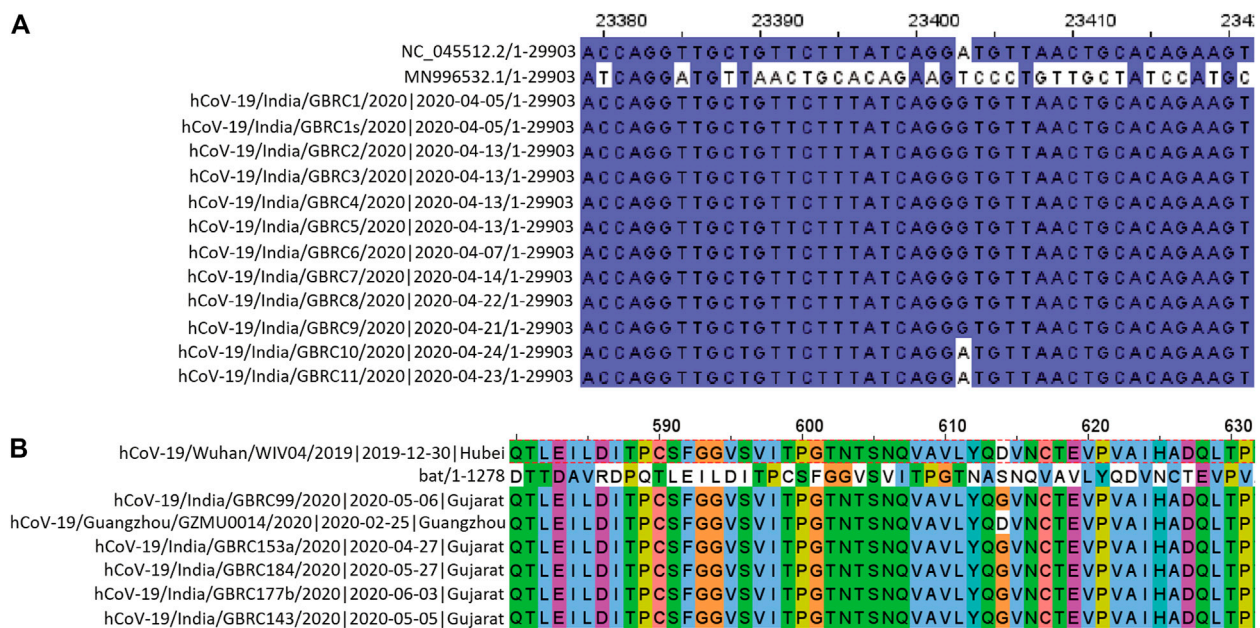 A
23380 23390 23400 23410 234
NC_045512.2/1-29903 ACCAGGTTGCTGTTCTTTATCAGGATGTTAACTGCACAGAAGT
MN996532.1/1-29903 ATCAGGATGTTAACTGCACAGAAGTCCCTGTTGCTATCCATGC
hCoV-19/India/GBRC1/2020|2020-04-05/1-29903 ACCAGGTTGCTGTTCTTTATCAGGGTGTTAACTGCACAGAAGT
hCoV-19/India/GBRC1s/2020|2020-04-05/1-29903 ACCAGGTTGCTGTTCTTTATCAGGGTGTTAACTGCACAGAAGT
hCoV-19/India/GBRC2/2020|2020-04-13/1-29903 ACCAGGTTGCTGTTCTTTATCAGGGTGTTAACTGCACAGAAGT
hCoV-19/India/GBRC3/2020|2020-04-13/1-29903 ACCAGGTTGCTGTTCTTTATCAGGGTGTTAACTGCACAGAAGT
hCoV-19/India/GBRC4/2020|2020-04-13/1-29903 ACCAGGTTGCTGTTCTTTATCAGGGTGTTAACTGCACAGAAGT
hCoV-19/India/GBRC5/2020|2020-04-13/1-29903 ACCAGGTTGCTGTTCTTTATCAGGGTGTTAACTGCACAGAAGT
hCoV-19/India/GBRC6/2020|2020-04-07/1-29903 ACCAGGTTGCTGTTCTTTATCAGGGTGTTAACTGCACAGAAGT
hCoV-19/India/GBRC7/2020|2020-04-14/1-29903 ACCAGGTTGCTGTTCTTTATCAGGGTGTTAACTGCACAGAAGT
hCoV-19/India/GBRC8/2020|2020-04-22/1-29903 ACCAGGTTGCTGTTCTTTATCAGGGTGTTAACTGCACAGAAGT
hCoV-19/India/GBRC9/2020|2020-04-21/1-29903 ACCAGGTTGCTGTTCTTTATCAGGGTGTTAACTGCACAGAAGT
hCoV-19/India/GBRC10/2020|2020-04-24/1-29903 ACCAGGTTGCTGTTCTTTATCAGGATGTTAACTGCACAGAAGT
hCoV-19/India/GBRC11/2020|2020-04-23/1-29903 ACCAGGTTGCTGTTCTTTATCAGGATGTTAACTGCACAGAAGT
B
590 600 610 620 630
hCoV-19/Wuhan/WIV04/2019|2019-12-30|Hubei QTLEILDITPCSFGGVSVITPGTNTSNQVAVLYQDVNCTEVPVAIHADQLTP
bat/1-1278 DTTDAVRDPQTLEILDITPCSFGGVSVITPGTNASNQVAVLYQDVNCTEVPV
hCoV-19/India/GBRC99/2020|2020-05-06|Gujarat QTLEILDITPCSFGGVSVITPGTNTSNQVAVLYQGVNCTEVPVAIHADQLTP
hCoV-19/Guangzhou/GZMU0014/2020|2020-02-25|Guangzhou QTLEILDITPCSFGGVSVITPGTNTSNQVAVLYQDVNCTEVPVAIHADQLTP
hCoV-19/India/GBRC153a/2020|2020-04-27|Gujarat QTLEILDITPCSFGGVSVITPGTNTSNQVAVLYQGVNCTEVPVAIHADQLTP
hCoV-19/India/GBRC184/2020|2020-05-27|Gujarat QTLEILDITPCSFGGVSVITPGTNTSNQVAVLYQGVNCTEVPVAIHADQLTP
hCoV-19/India/GBRC177b/2020|2020-06-03|Gujarat QTLEILDITPCSFGGVSVITPGTNTSNQVAVLYQGVNCTEVPVAIHADQLTP
hCoV-19/India/GBRC143/2020|2020-05-05|Gujarat QTLEILDITPCSFGGVSVITPGTNTSNQVAVLYQGVNCTEVPVAIHADQLTP